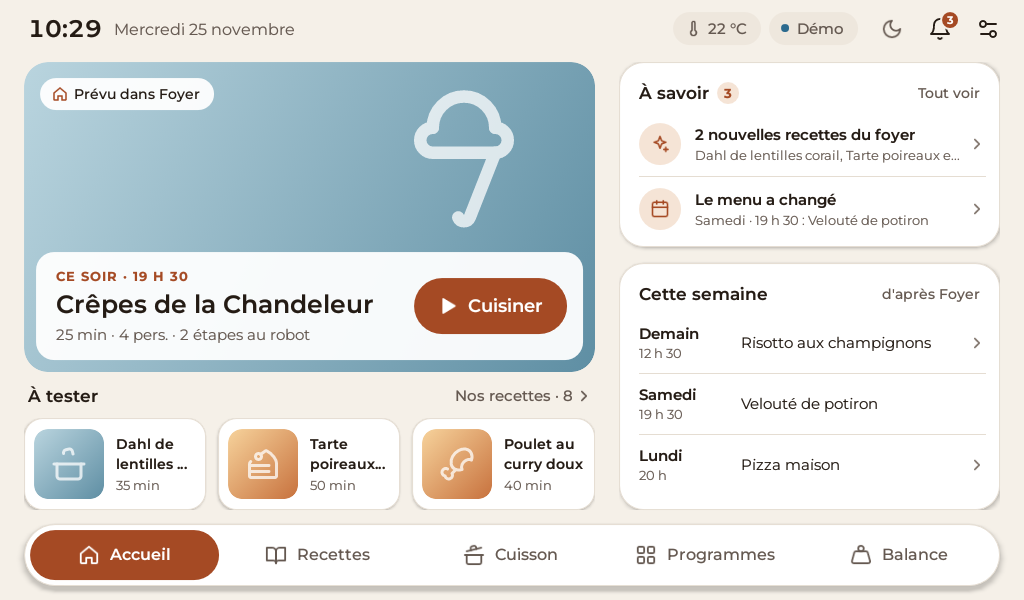 10:29 Mercredi 25 novembre
22 °C
Démo
3
Prévu dans Foyer
CE SOIR · 19 H 30
Crêpes de la Chandeleur
25 min · 4 pers. · 2 étapes au robot
Cuisiner
À tester
Nos recettes · 8
Dahl de
lentilles ...
35 min
Tarte
poireaux...
50 min
Poulet au
curry doux
40 min
À savoir 3
Tout voir
2 nouvelles recettes du foyer
Dahl de lentilles corail, Tarte poireaux e...
Le menu a changé
Samedi · 19 h 30 : Velouté de potiron
Cette semaine
d'après Foyer
Demain
12 h 30
Risotto aux champignons
Samedi
19 h 30
Velouté de potiron
Lundi
20 h
Pizza maison
Accueil
Recettes
Cuisson
Programmes
Balance